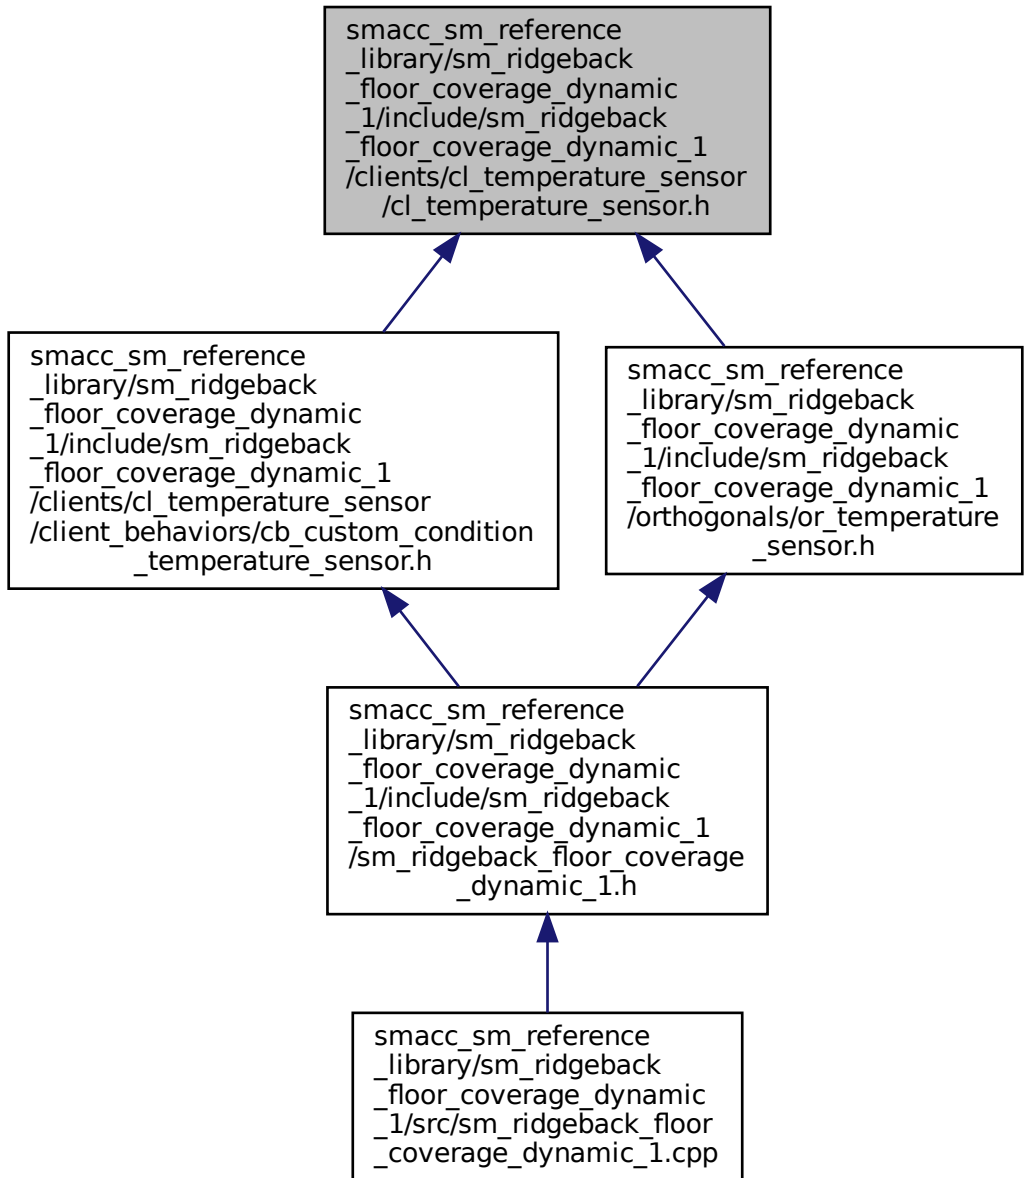 smacc_sm_reference
_library/sm_ridgeback
_floor_coverage_dynamic
_1/include/sm_ridgeback
_floor_coverage_dynamic_1
/clients/cl_temperature_sensor
/cl_temperature_sensor.h
smacc_sm_reference
_library/sm_ridgeback
_floor_coverage_dynamic
_1/include/sm_ridgeback
_floor_coverage_dynamic_1
/clients/cl_temperature_sensor
/client_behaviors/cb_custom_condition
_temperature_sensor.h
smacc_sm_reference
_library/sm_ridgeback
_floor_coverage_dynamic
_1/include/sm_ridgeback
_floor_coverage_dynamic_1
/orthogonals/or_temperature
_sensor.h
smacc_sm_reference
_library/sm_ridgeback
_floor_coverage_dynamic
_1/include/sm_ridgeback
_floor_coverage_dynamic_1
/sm_ridgeback_floor_coverage
_dynamic_1.h
smacc_sm_reference
_library/sm_ridgeback
_floor_coverage_dynamic
_1/src/sm_ridgeback_floor
_coverage_dynamic_1.cpp